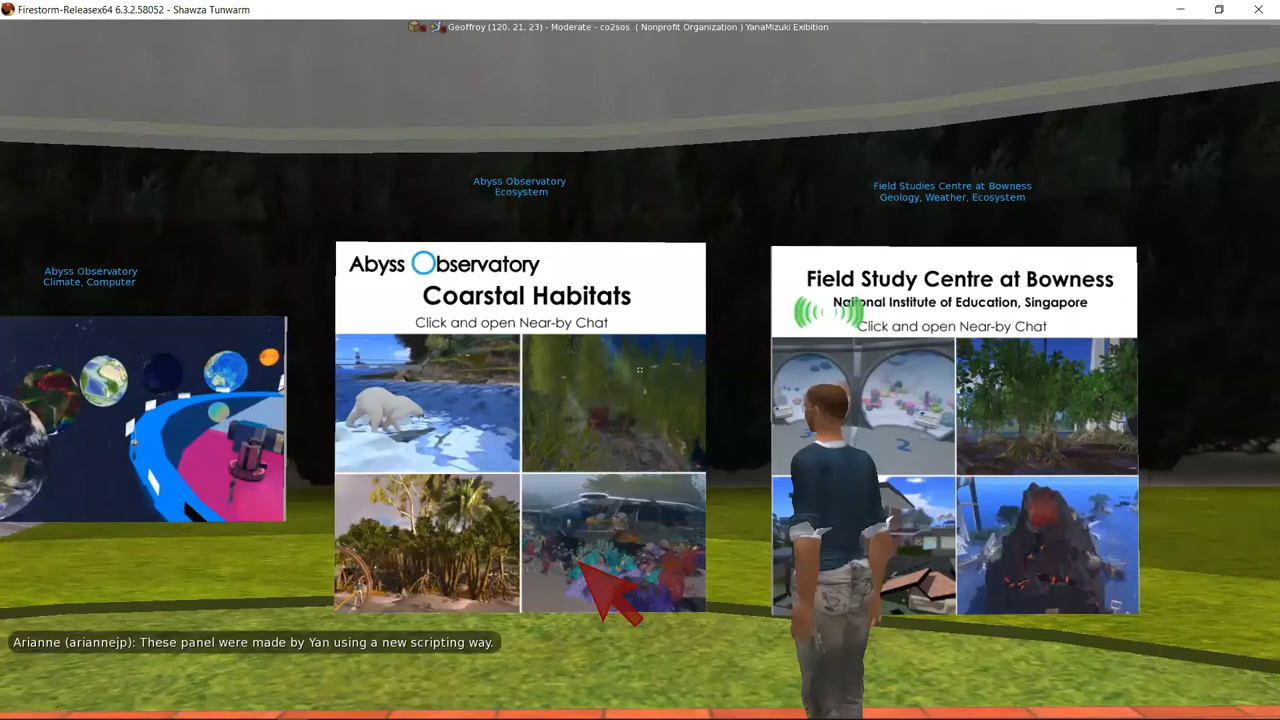 Firestorm-Releasex64 6.3.2.58052 - Shawza Tunwarm
Geoffroy (120, 21, 23) - Moderate - co2sos ( Nonprofit Organization ) YanaMizuki Exibition
Abyss Observatory
Ecosystem
Field Studies Centre at Bowness
Geology, Weather, Ecosystem
Abyss Observatory
Climate, Computer
Abyss Observatory
Coarstal Habitats
Click and open Near-by Chat
Field Study Centre at Bowness
National Institute of Education, Singapore
Click and open Near-by Chat
2
Arianne (ariannejp): These panel were made by Yan using a new scripting way.